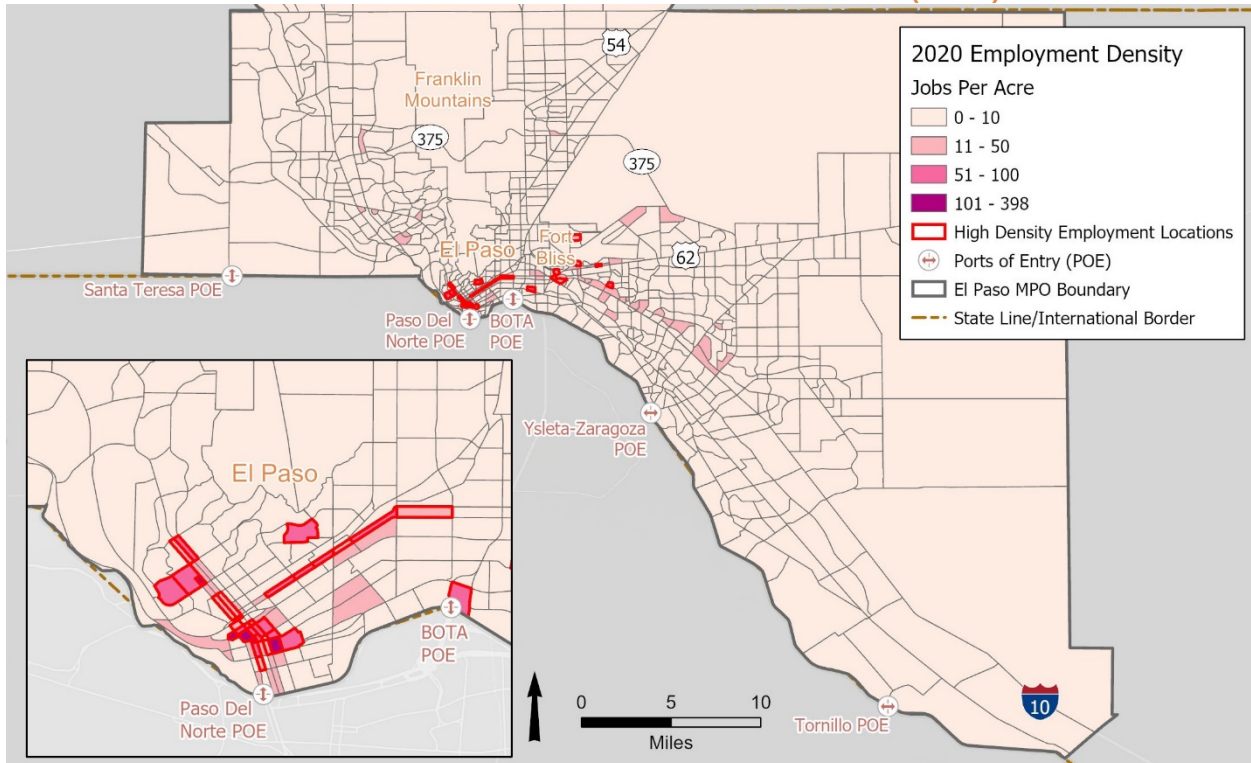 54
Franklin
Mountains
375
375
El Paso
Fort
Bliss
62
Santa Teresa POE
Paso Del
Norte POE
BOTA
POE
Ysleta-Zaragoza
POE
Tornillo POE
10
2020 Employment Density
Jobs Per Acre
0 - 10
11 - 50
51 - 100
101 - 398
High Density Employment Locations
Ports of Entry (POE)
El Paso MPO Boundary
State Line/International Border
El Paso
BOTA
POE
Paso Del
Norte POE
0 5 10
Miles